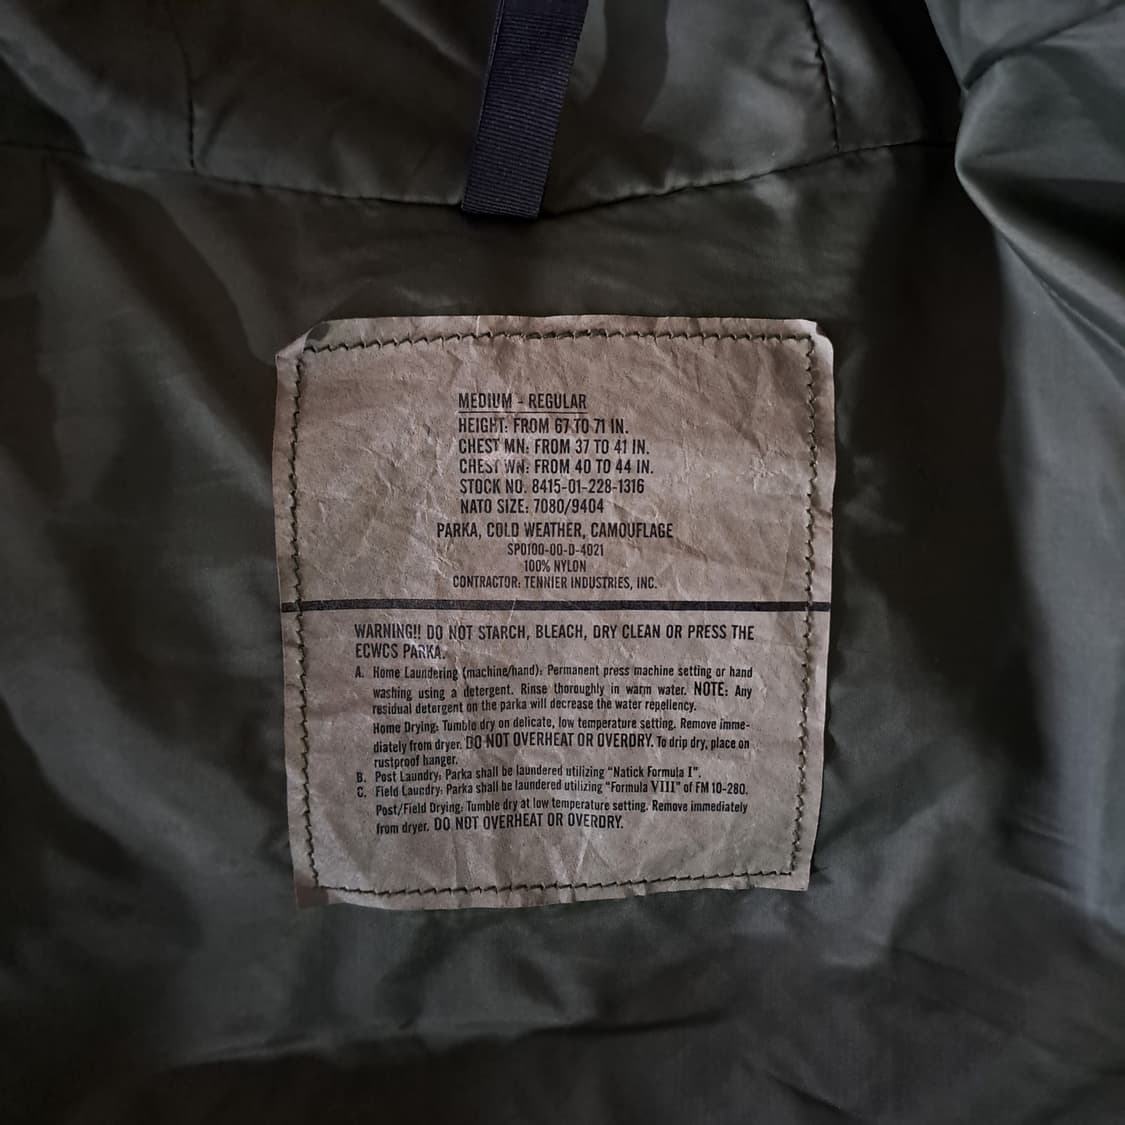 MEDIUM - REGULAR
HEIGHT: FROM 67 TO 71 IN.
CHEST MN: FROM 37 TO 41 IN.
CHEST WN: FROM 40 TO 44 IN.
STOCK NO. 8415-01-228-1316
NATO SIZE: 7080/9404
PARKA, COLD WEATHER, CAMOUFLAGE
SP0100-00-D-4021
100% NYLON
CONTRACTOR: TENNIER INDUSTRIES, INC.
WARNING!! DO NOT STARCH, BLEACH, DRY CLEAN OR PRESS THE
ECWCS PARKA.
A. Home Laundering (machine/hand): Permanent press machine setting or hand
washing using a detergent. Rinse thoroughly in warm water. NOTE: Any
residual detergent on the parka will decrease the water repellency.
Home Drying: Tumble dry on delicate, low temperature setting. Remove imme-
diately from dryer. DO NOT OVERHEAT OR OVERDRY. To drip dry, place on
rustproof hanger.
B. Post Laundry: Parka shall be laundered utilizing "Natick Formula I".
C. Field Laundry: Parka shall be laundered utilizing "Formula VIII" of FM 10-280.
Post/Field Drying: Tumble dry at low temperature setting. Remove immediately
from dryer. DO NOT OVERHEAT OR OVERDRY.